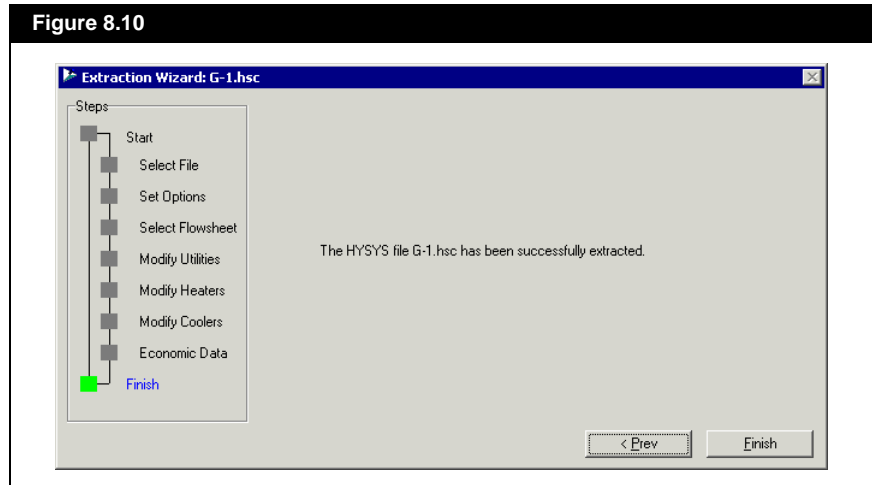 Figure 8.10
Extraction Wizard: G-1.hsc
Steps
Start
Select File
Set Options
Select Flowsheet
Modify Utilities
Modify Heaters
Modify Coolers
Economic Data
Finish
The HYSYS file G-1.hsc has been successfully extracted.
< Prev
Finish